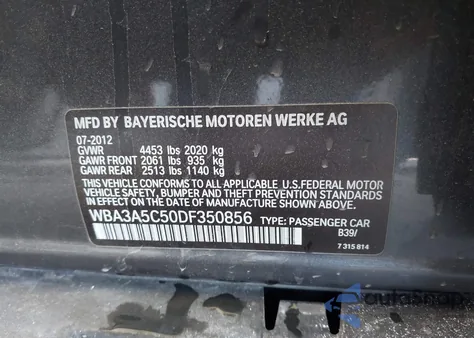 MFD BY BAYERISCHE MOTOREN WERKE AG
07-2012
GVWR 4453 lbs 2020 kg
GAWR FRONT 2061 lbs 935 kg
GAWR REAR 2513 lbs 1140 kg
THIS VEHICLE CONFORMS TO ALL APPLICABLE U.S. FEDERAL MOTOR
VEHICLE SAFETY, BUMPER, AND THEFT PREVENTION STANDARDS
IN EFFECT ON THE DATE OF MANUFACTURE SHOWN ABOVE.
WBA3A5C50DF350856 TYPE: PASSENGER CAR
B39/
7 315 814
autoSnap